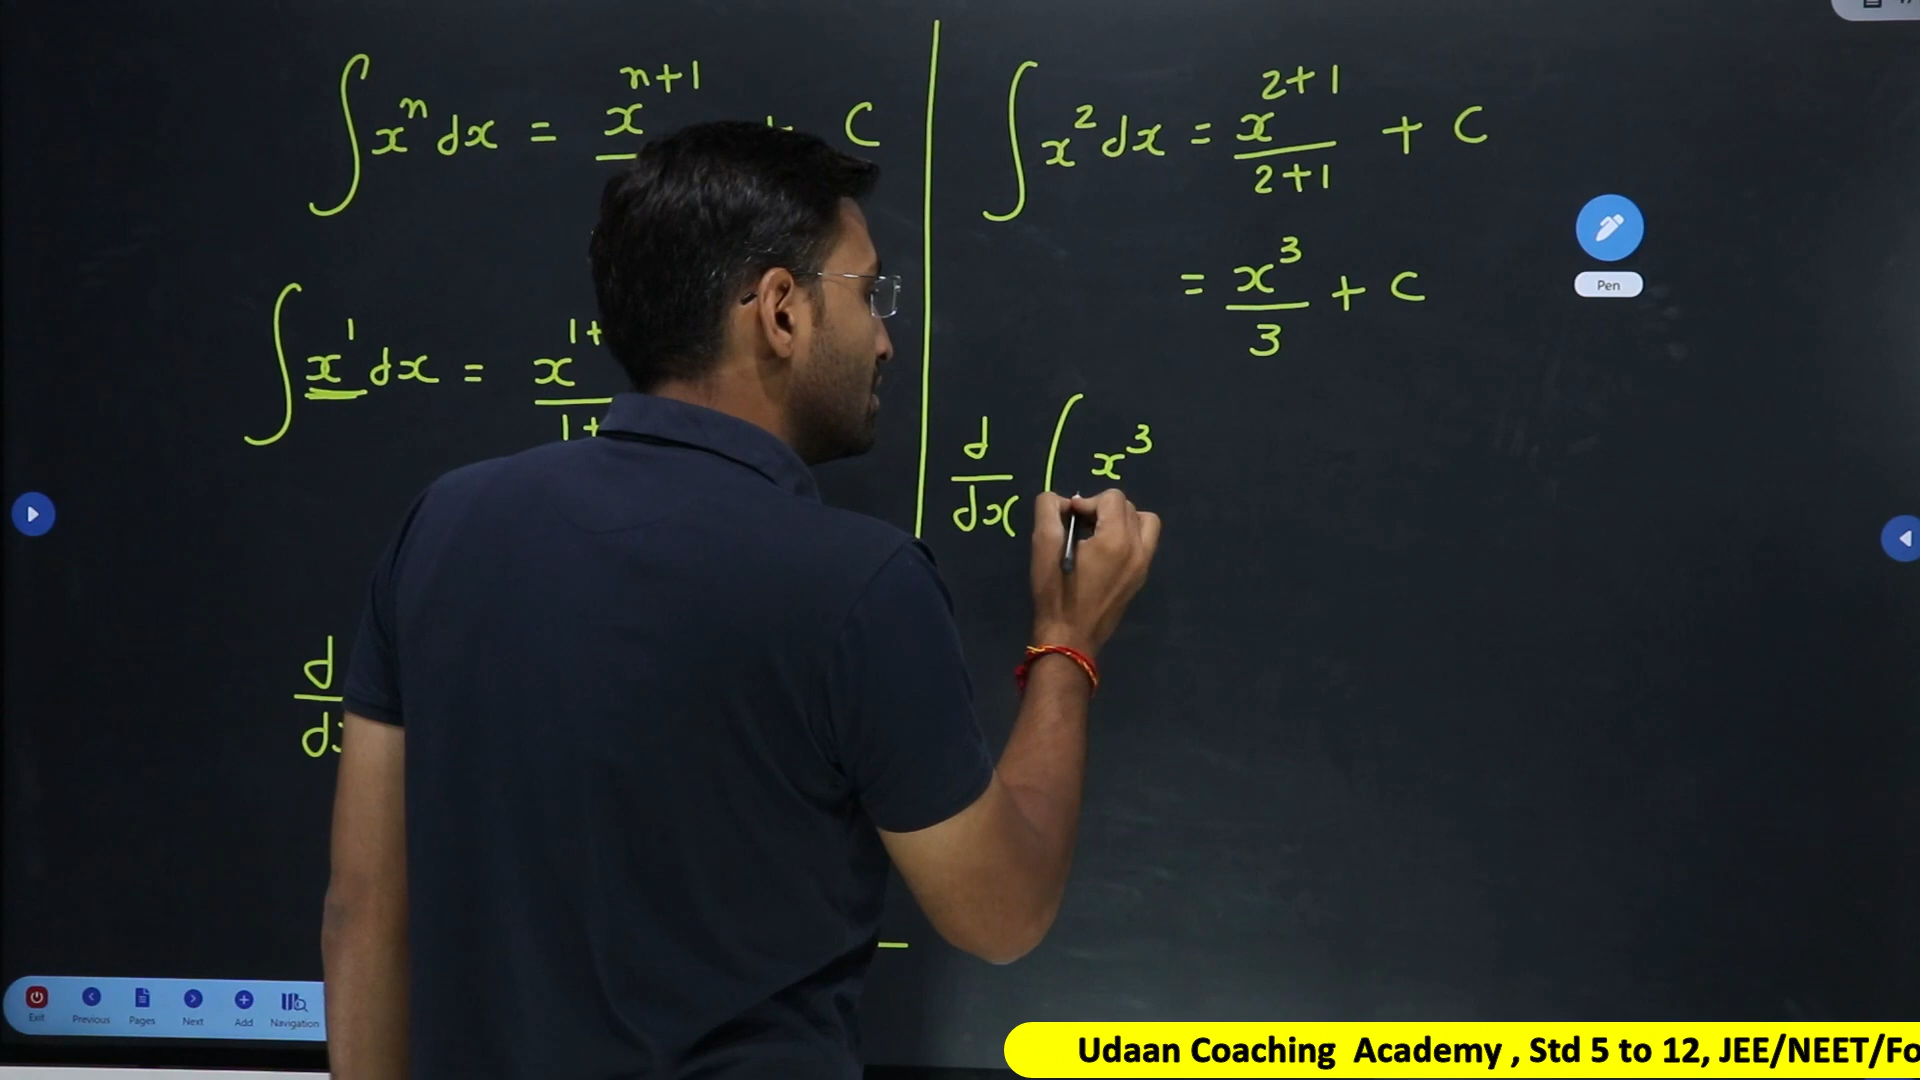 ∫ xⁿ dx = xⁿ⁺¹ + C
∫ x¹ dx = x¹⁺ / 1+
d/d
∫ x² dx = x²⁺¹ / 2+1 + C
= x³ / 3 + C
d/dx ( x³
Pen
Exit
Previous
Pages
Next
Add
Navigation
Udaan Coaching Academy , Std 5 to 12, JEE/NEET/Fo